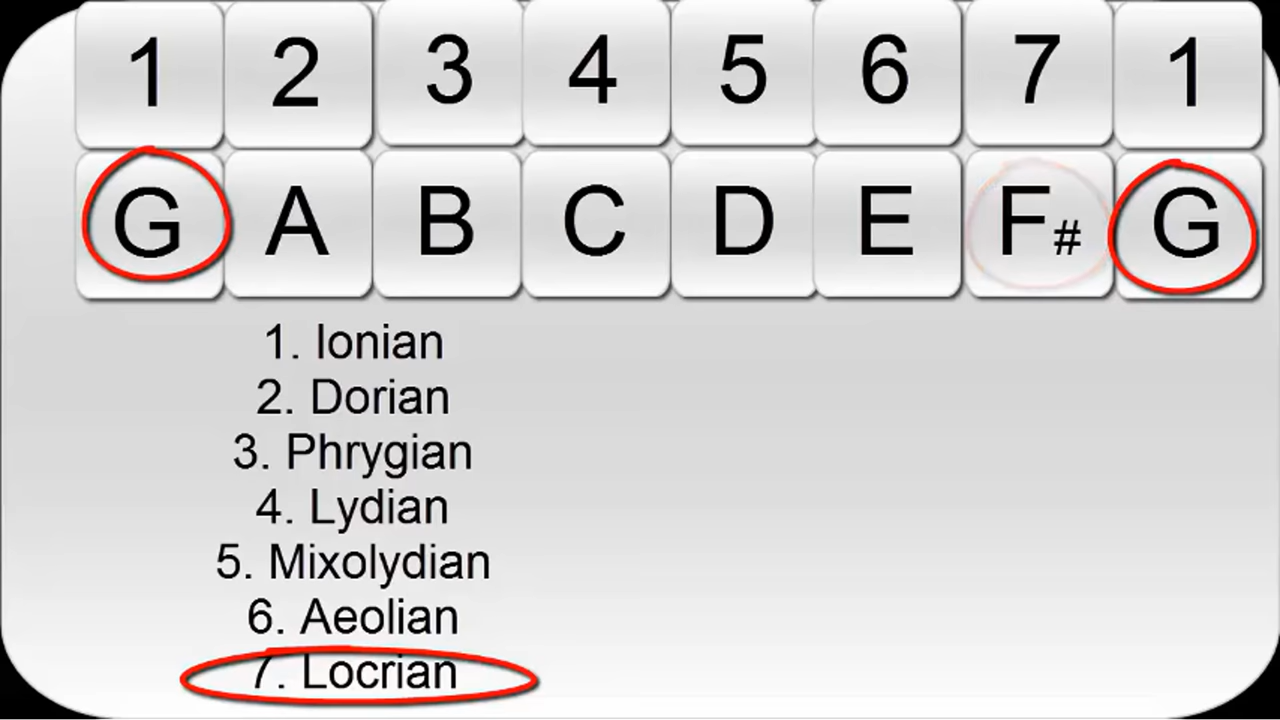 1 2 3 4 5 6 7 1
G A B C D E F# G
1. Ionian
2. Dorian
3. Phrygian
4. Lydian
5. Mixolydian
6. Aeolian
7. Locrian